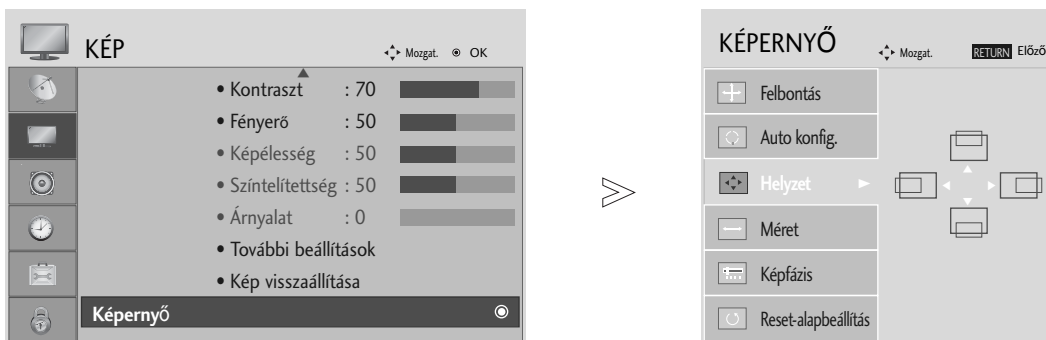 KÉP
Mozgat. OK
• Kontraszt : 70
• Fényerő : 50
• Képélesség : 50
• Színtelítettség : 50
• Árnyalat : 0
• További beállítások
• Kép visszaállítása
Képernyő
KÉPERNYŐ
Mozgat. RETURN Előző
Felbontás
Auto konfig.
Helyzet
Méret
Képfázis
Reset-alapbeállítás